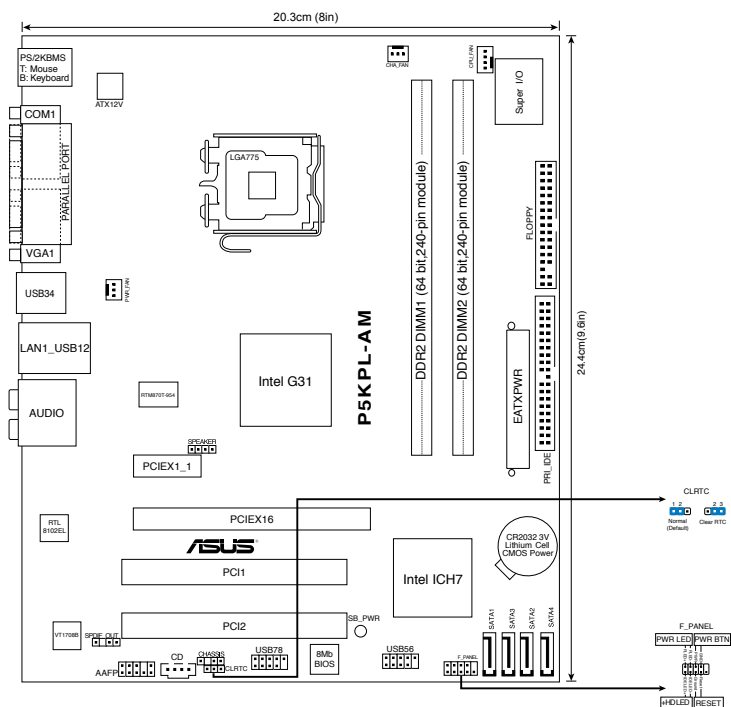 20.3cm (8in)
PS/2KBMS
T: Mouse
B: Keyboard
ATX12V
CHA_FAN
CPU_FAN
Super I/O
COM1
PARALLEL PORT
LGA775
VGA1
USB34
PWR_FAN
LAN1_USB12
AUDIO
RTM870T-954
Intel G31
P5KPL-AM
DDR2 DIMM1 (64 bit,240-pin module)
DDR2 DIMM2 (64 bit,240-pin module)
FLOPPY
EATXPWR
PRI_IDE
24.4cm(9.6in)
SPEAKER
PCIEX1_1
RTL
8102EL
PCIEX16
ASUS
PCI1
PCI2
Intel ICH7
CR2032 3V
Lithium Cell
CMOS Power
SB_PWR
SATA1
SATA3
SATA2
SATA4
VT1708B
SPDIF_OUT
AAFP
CD
CHASSIS
CLRTC
USB78
8Mb
BIOS
USB56
F_PANEL
CLRTC
1 2
2 3
Normal
(Default)
Clear RTC
F_PANEL
PWR LED
PWR BTN
+HDLED
RESET